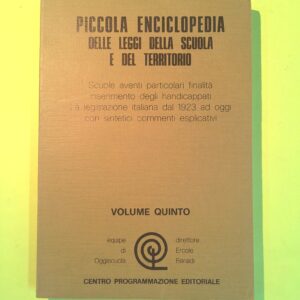 PICCOLA ENCICLOPEDIA
DELLE LEGGI DELLA SCUOLA
E DEL TERRITORIO
Scuole aventi particolari finalità
inserimento degli handicappati
la legislazione italiana dal 1923 ad oggi
con sintetici commenti esplicativi
VOLUME QUINTO
équipe
di
Oggiscuola
direttore
Ercole
CENTRO PROGRAMMAZIONE EDITORIALE